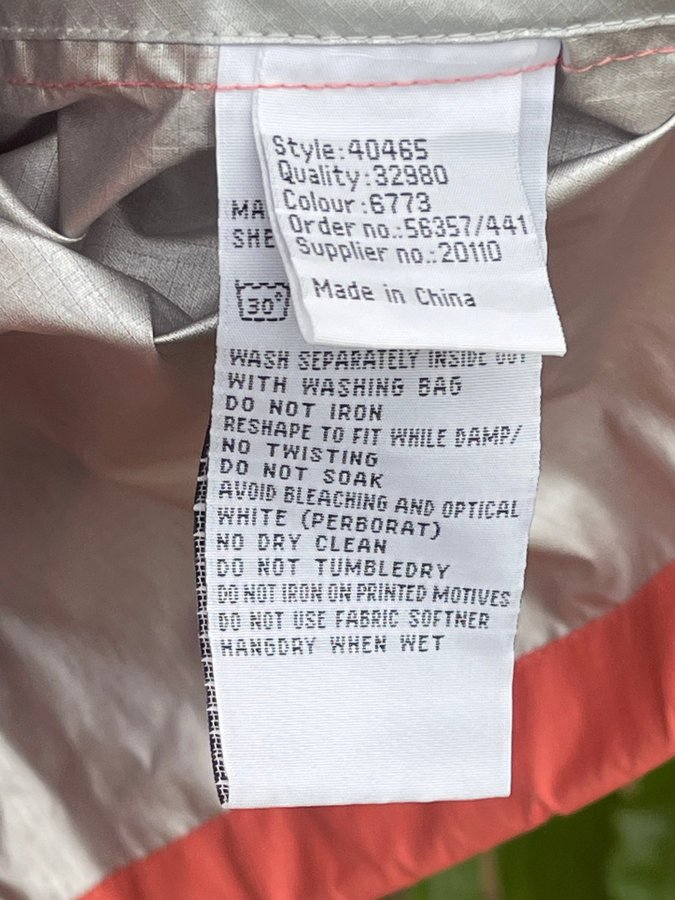 Style:40465
Quality:32980
Colour:6773
Order no.:56357/441
Supplier no.:20110
Made in China
MA
SHE
30°
WASH SEPARATELY INSIDE OUT
WITH WASHING BAG
DO NOT IRON
RESHAPE TO FIT WHILE DAMP/
NO TWISTING
DO NOT SOAK
AVOID BLEACHING AND OPTICAL
WHITE (PERBORAT)
NO DRY CLEAN
DO NOT TUMBLEDRY
DO NOT IRON ON PRINTED MOTIVES
DO NOT USE FABRIC SOFTNER
HANGDRY WHEN WET